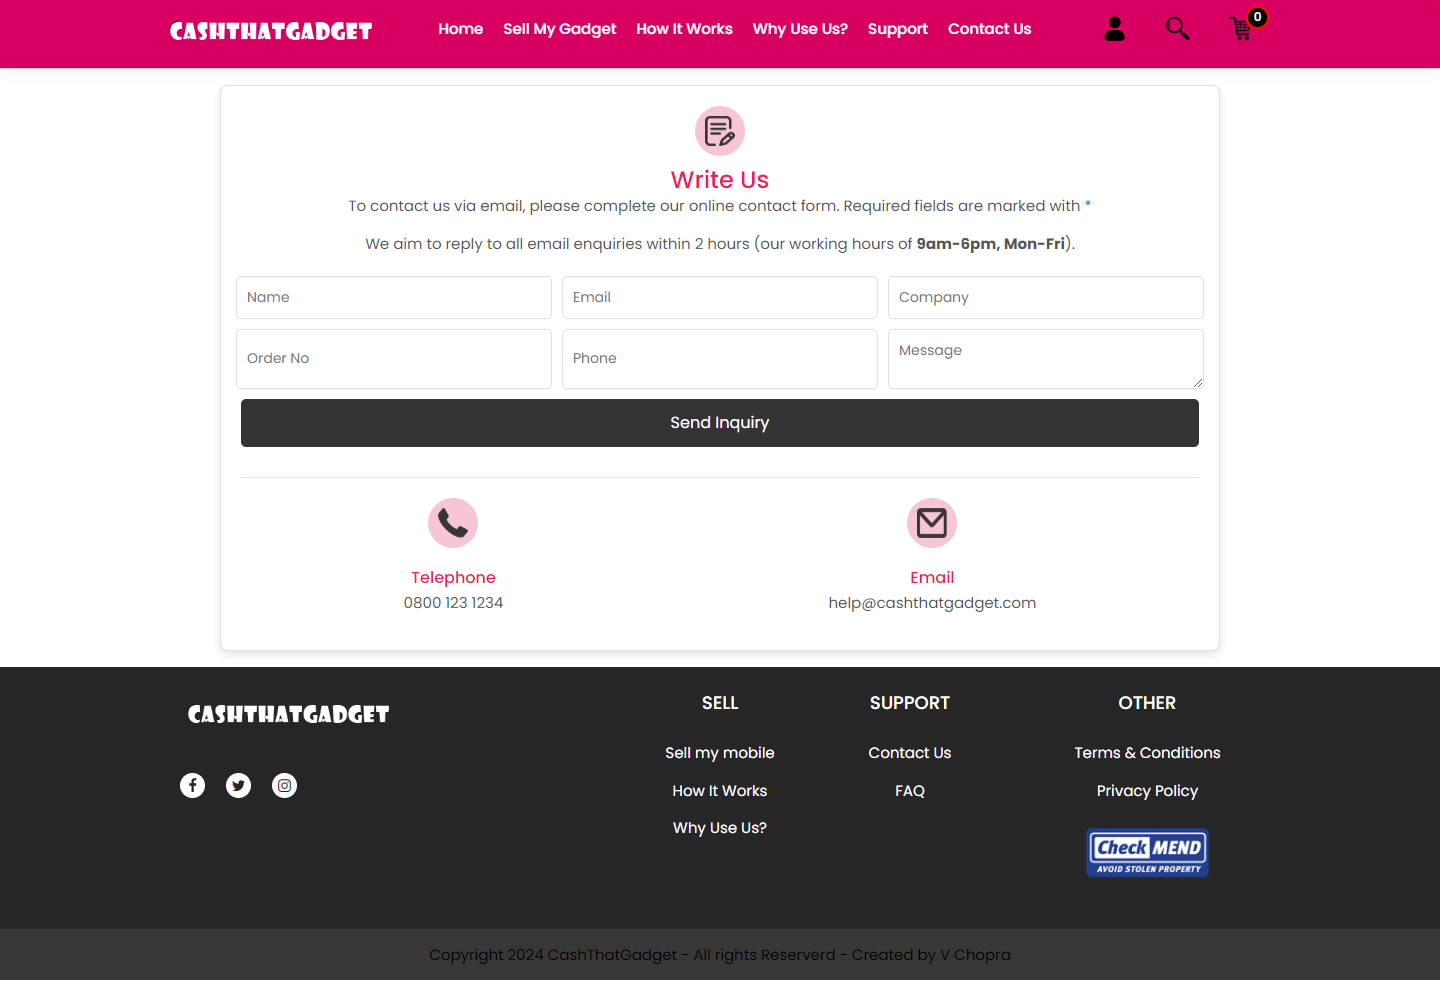 CASHTHATGADGET
Home Sell My Gadget How It Works Why Use Us? Support Contact Us
0
Write Us
To contact us via email, please complete our online contact form. Required fields are marked with *
We aim to reply to all email enquiries within 2 hours (our working hours of 9am-6pm, Mon-Fri).
Name Email Company
Order No Phone Message
Send Inquiry
Telephone
0800 123 1234
Email
help@cashthatgadget.com
CASHTHATGADGET
SELL
Sell my mobile
How It Works
Why Use Us?
SUPPORT
Contact Us
FAQ
OTHER
Terms & Conditions
Privacy Policy
Check MEND
AVOID STOLEN PROPERTY
Copyright 2024 CashThatGadget - All rights Reserverd - Created by V Chopra